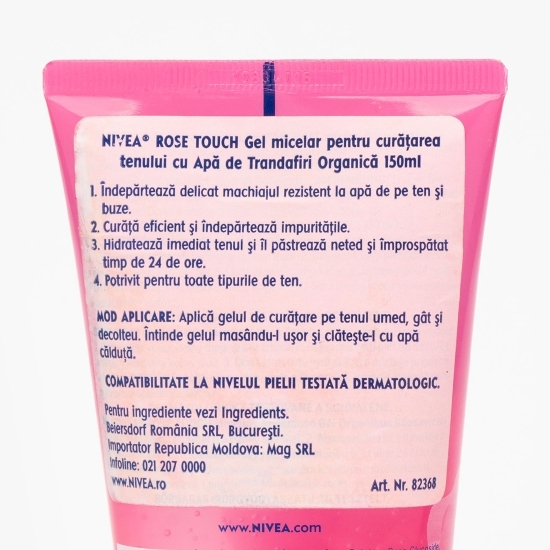 NIVEA® ROSE TOUCH Gel micelar pentru curățarea
tenului cu Apă de Trandafiri Organică 150ml
1. Îndepărtează delicat machiajul rezistent la apă de pe ten și
buze.
2. Curăță eficient și îndepărtează impuritățile.
3. Hidratează imediat tenul și îl păstrează neted și împrospătat
timp de 24 de ore.
4. Potrivit pentru toate tipurile de ten.
MOD APLICARE: Aplică gelul de curățare pe tenul umed, gât și
decolteu. Întinde gelul masându-l ușor și clătește-l cu apă
călduță.
COMPATIBILITATE LA NIVELUL PIELII TESTATĂ DERMATOLOGIC.
Pentru ingrediente vezi Ingredients.
Beiersdorf România SRL, București.
Importator Republica Moldova: Mag SRL
Infoline: 021 207 0000
www.NIVEA.ro Art. Nr. 82368
www.NIVEA.com